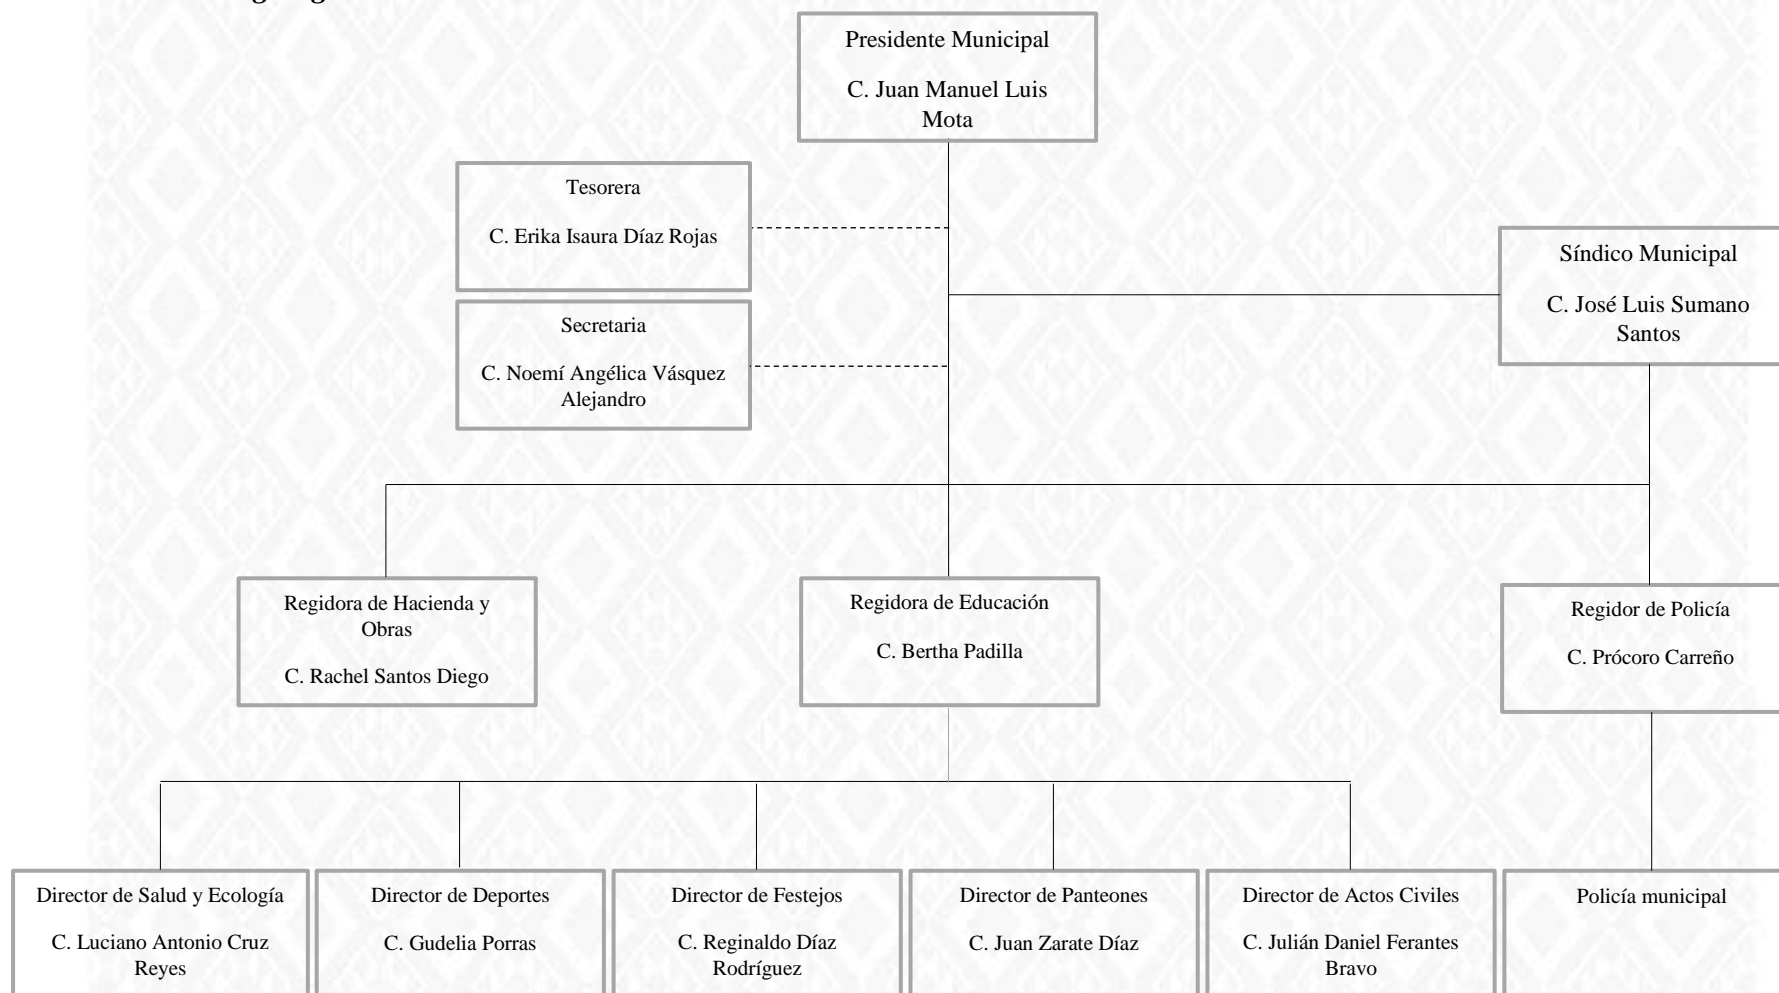 Presidente Municipal
C. Juan Manuel Luis
Mota
Tesorera
C. Erika Isaura Díaz Rojas
Síndico Municipal
C. José Luis Sumano
Santos
Secretaria
C. Noemí Angélica Vásquez
Alejandro
Regidora de Hacienda y
Obras
C. Rachel Santos Diego
Regidora de Educación
C. Bertha Padilla
Regidor de Policía
C. Prócoro Carreño
Director de Salud y Ecología
C. Luciano Antonio Cruz
Reyes
Director de Deportes
C. Gudelia Porras
Director de Festejos
C. Reginaldo Díaz
Rodríguez
Director de Panteones
C. Juan Zarate Díaz
Director de Actos Civiles
C. Julián Daniel Ferantes
Bravo
Policía municipal